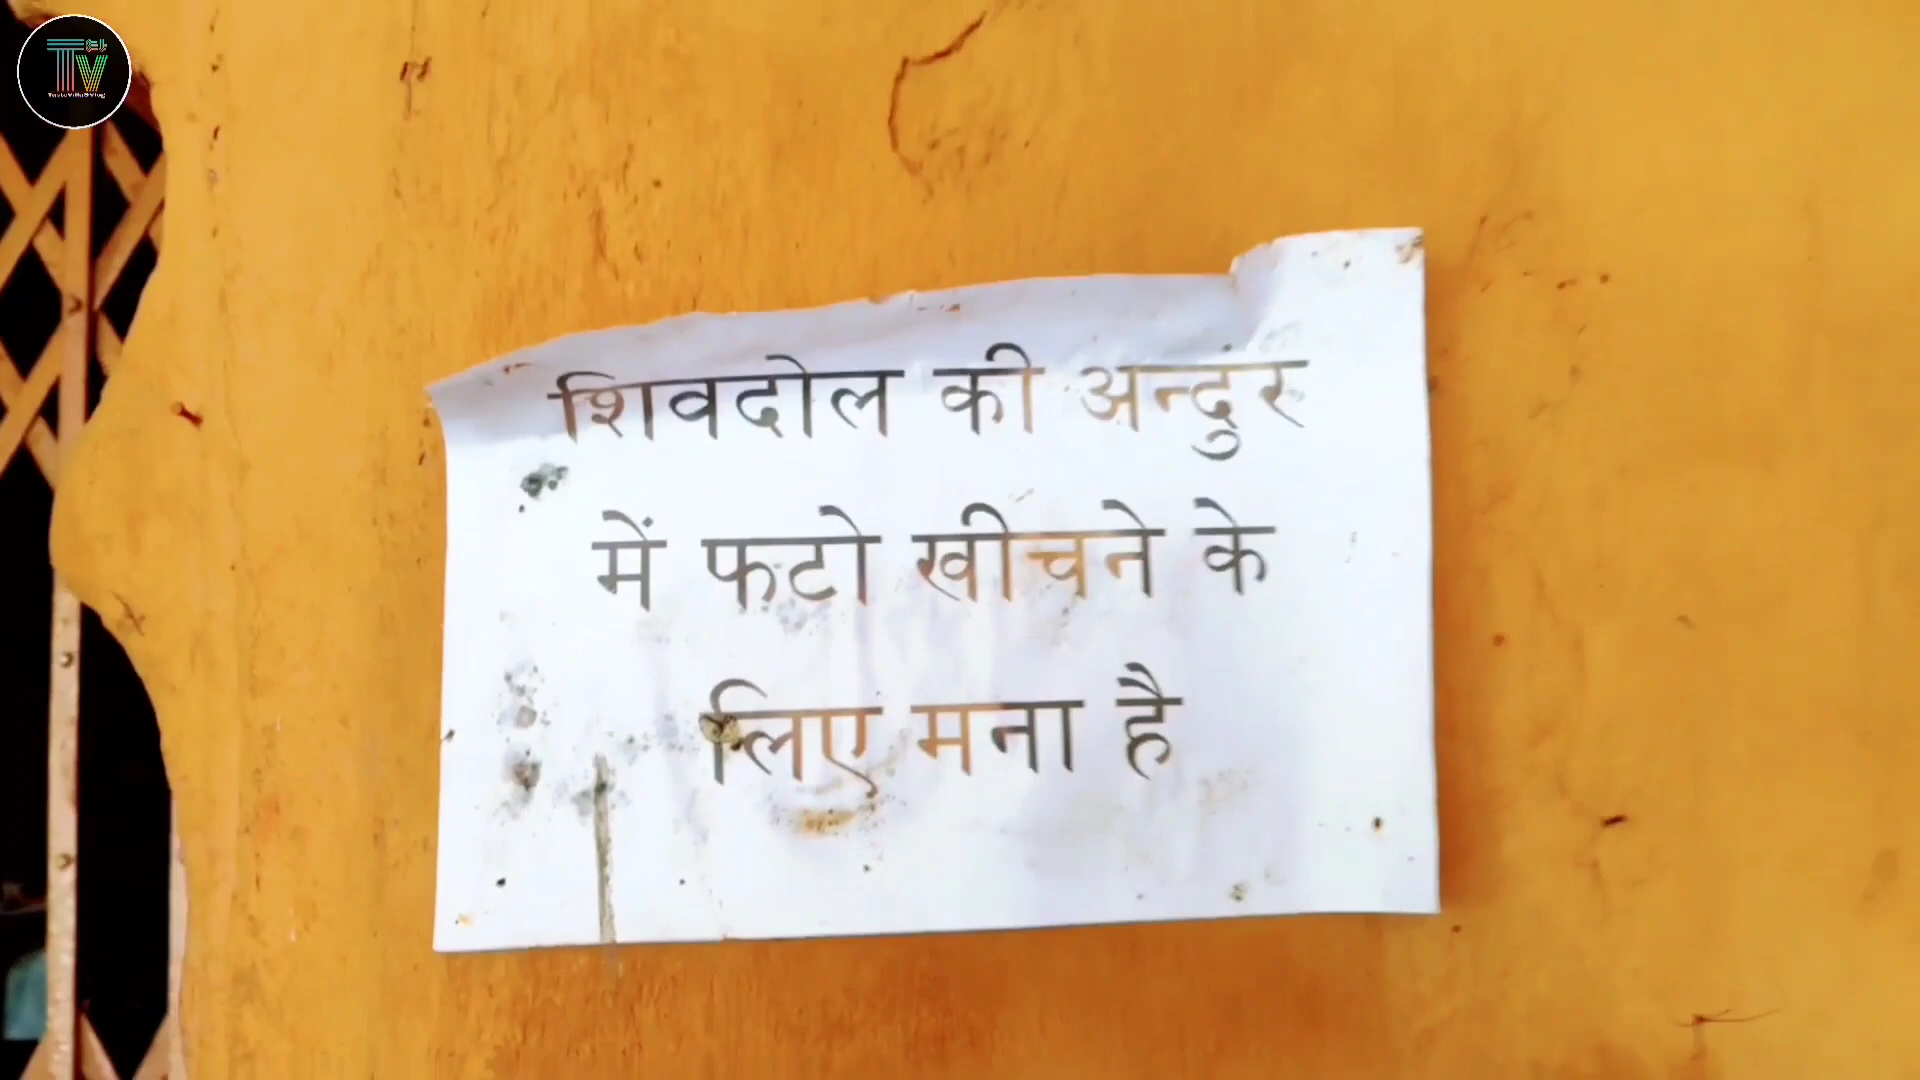 शिवदोल की अन्दुर
में फटो खीचने के
लिए मना है